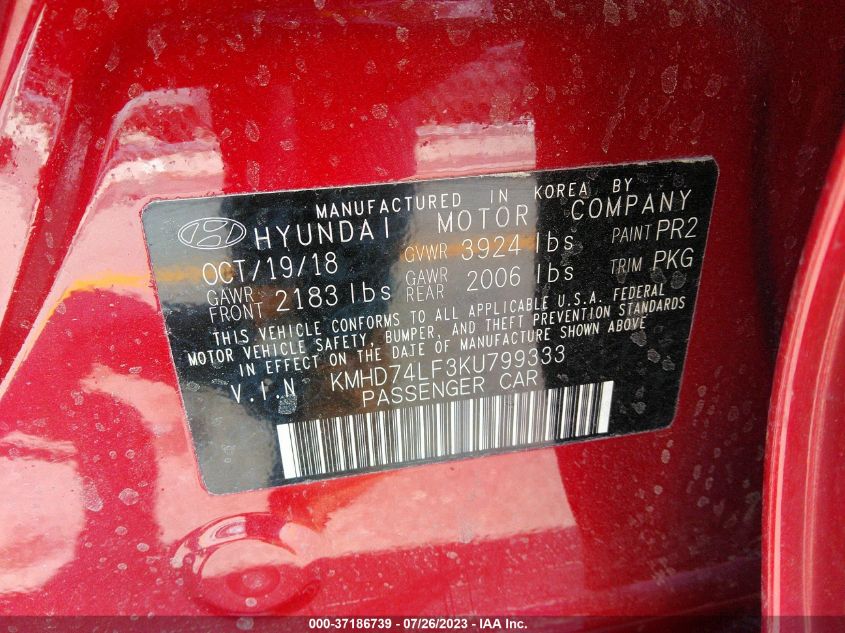 MANUFACTURED IN KOREA BY
HYUNDAI MOTOR COMPANY
OCT/19/18 GVWR 3924 lbs PAINT PR2
GAWR FRONT 2183 lbs GAWR REAR 2006 lbs TRIM PKG
THIS VEHICLE CONFORMS TO ALL APPLICABLE U.S.A. FEDERAL
MOTOR VEHICLE SAFETY, BUMPER, AND THEFT PREVENTION STANDARDS
IN EFFECT ON THE DATE OF MANUFACTURE SHOWN ABOVE
V.I.N KMHD74LF3KU799333
PASSENGER CAR
000-37186739 - 07/26/2023 - IAA Inc.